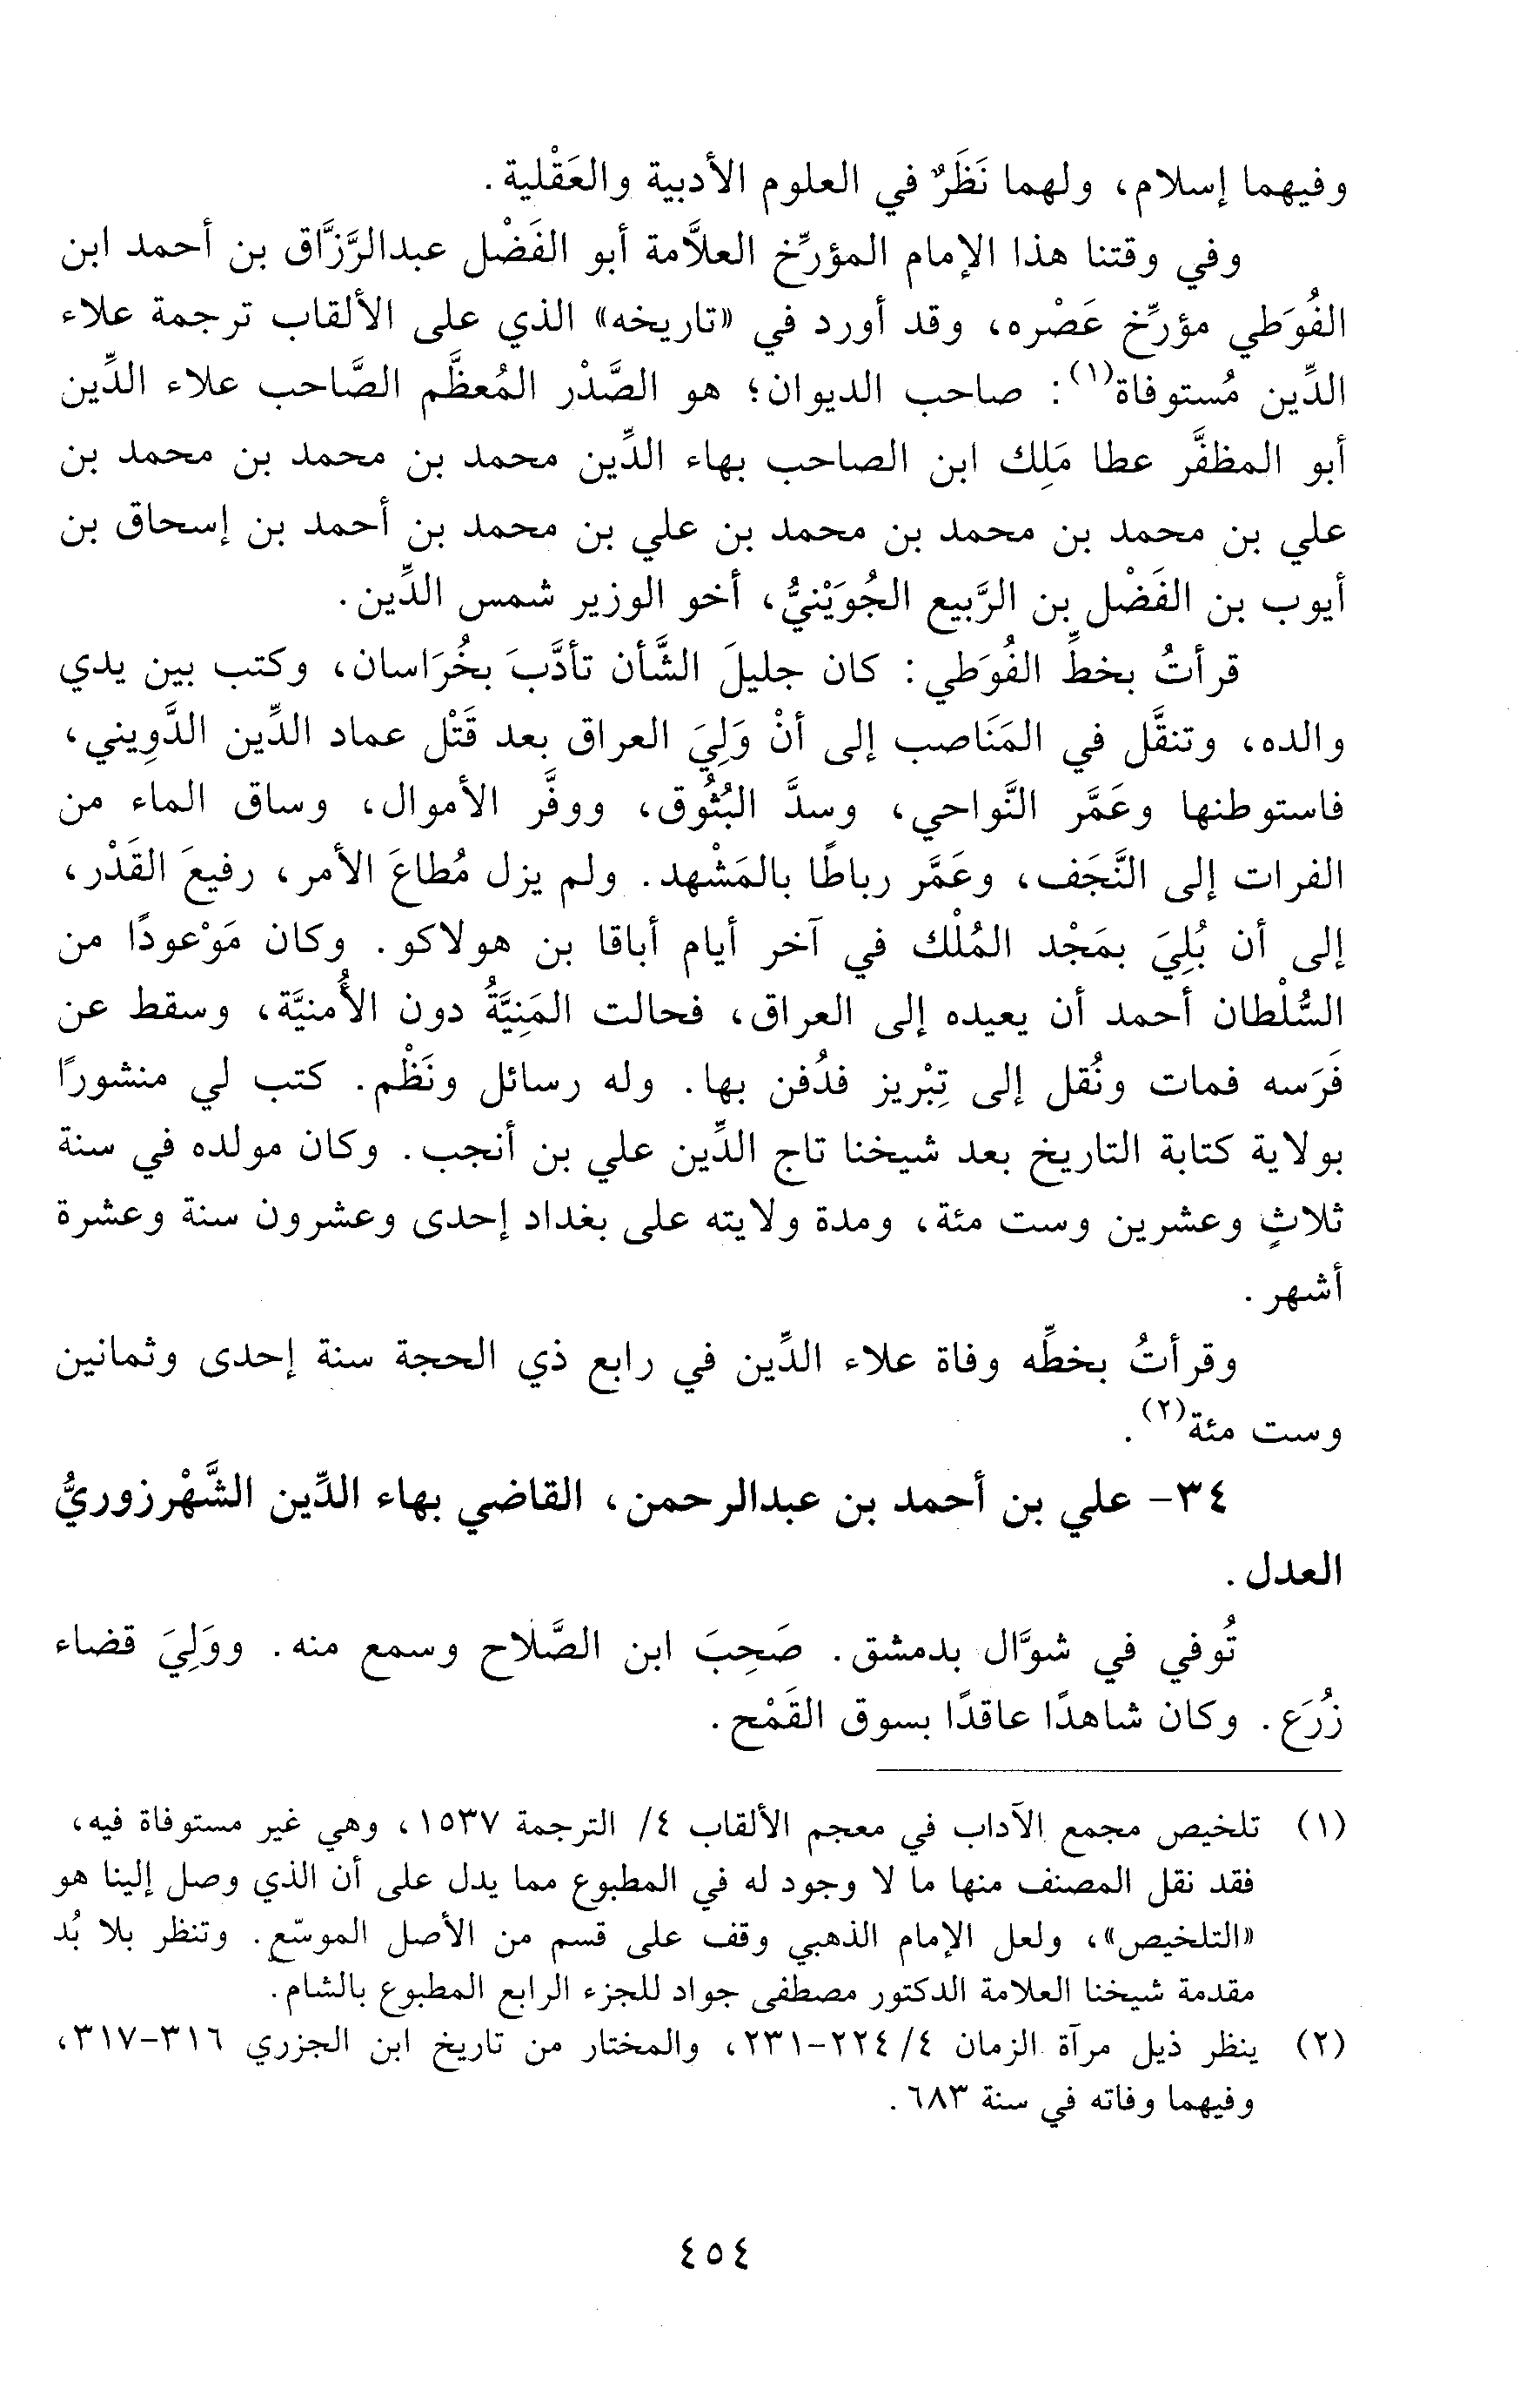 وفيهما إسلام، ولهما نَظَرٌ في العلوم الأدبية والعَقْلية.
وفي وقتنا هذا الإمام المؤرِّخ العلاَّمة أبو الفَضْل عبدالرَّزَّاق بن أحمد ابن
الفُوَطي مؤرِّخ عَصْره، وقد أورد في «تاريخه» الذي على الألقاب ترجمة علاء
الدِّين مُستوفاة(١): صاحب الديوان؛ هو الصَّدْر المُعظَّم الصَّاحب علاء الدِّين
أبو المظفَّر عطا مَلِك ابن الصاحب بهاء الدِّين محمد بن محمد بن محمد بن
علي بن محمد بن محمد بن محمد بن علي بن محمد بن أحمد بن إسحاق بن
أيوب بن الفَضْل بن الرَّبيع الجُوَيْنيُّ، أخو الوزير شمس الدِّين.
قرأتُ بخطِّ الفُوَطي: كان جليلَ الشَّأن تأدَّبَ بخُرَاسان، وكتب بين يدي
والده، وتنقَّل في المَنَاصب إلى أنْ وَلِيَ العراق بعد قَتْل عماد الدِّين الدَّوِيني،
فاستوطنها وعَمَّر النَّواحي، وسدَّ البُثُوق، ووفَّر الأموال، وساق الماء من
الفرات إلى النَّجَف، وعَمَّر رباطًا بالمَشْهد. ولم يزل مُطاعَ الأمر، رفيعَ القَدْر،
إلى أن بُلِيَ بمَجْد المُلْك في آخر أيام أباقا بن هولاكو. وكان مَوْعودًا من
السُّلْطان أحمد أن يعيده إلى العراق، فحالت المَنِيَّةُ دون الأُمنيَّة، وسقط عن
فَرَسه فمات ونُقل إلى تِبْريز فدُفن بها. وله رسائل ونَظْم. كتب لي منشورًا
بولاية كتابة التاريخ بعد شيخنا تاج الدِّين علي بن أنجب. وكان مولده في سنة
ثلاثٍ وعشرين وست مئة، ومدة ولايته على بغداد إحدى وعشرون سنة وعشرة
أشهر.
وقرأتُ بخطِّه وفاة علاء الدِّين في رابع ذي الحجة سنة إحدى وثمانين
وست مئة(٢).
٣٤- علي بن أحمد بن عبدالرحمن، القاضي بهاء الدِّين الشَّهْرزوريُّ
العدل.
تُوفي في شوَّال بدمشق. صَحِبَ ابن الصَّلاح وسمع منه. ووَلِيَ قضاء
زُرَع. وكان شاهدًا عاقدًا بسوق القَمْح.
(١) تلخيص مجمع الآداب في معجم الألقاب ٤/ الترجمة ١٥٣٧، وهي غير مستوفاة فيه،
فقد نقل المصنف منها ما لا وجود له في المطبوع مما يدل على أن الذي وصل إلينا هو
«التلخيص»، ولعل الإمام الذهبي وقف على قسم من الأصل الموسّع. وتنظر بلا بُد
مقدمة شيخنا العلامة الدكتور مصطفى جواد للجزء الرابع المطبوع بالشام.
(٢) ينظر ذيل مرآة الزمان ٤/ ٢٢٤-٢٣١، والمختار من تاريخ ابن الجزري ٣١٦-٣١٧،
وفيهما وفاته في سنة ٦٨٣.
٤٥٤